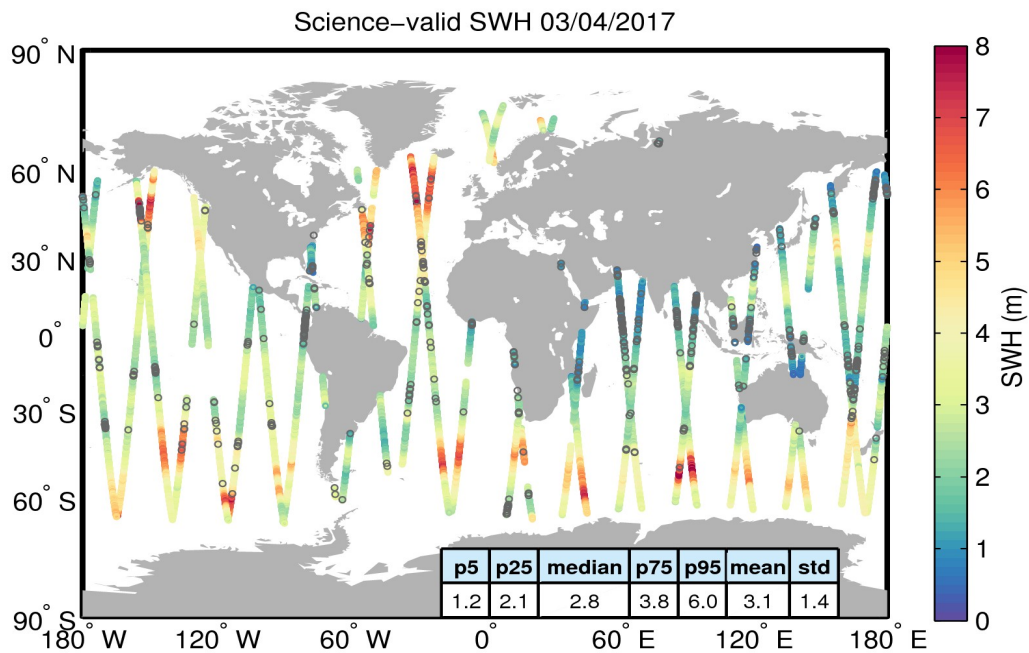 Science−valid SWH 03/04/2017
90° N
60° N
30° N
0°
30° S
60° S
90° S
180° W
120° W
60° W
0°
60° E
120° E
180° E
p5 p25 median p75 p95 mean std
1.2 2.1 2.8 3.8 6.0 3.1 1.4
8
7
6
5
4
3
2
1
0
SWH (m)